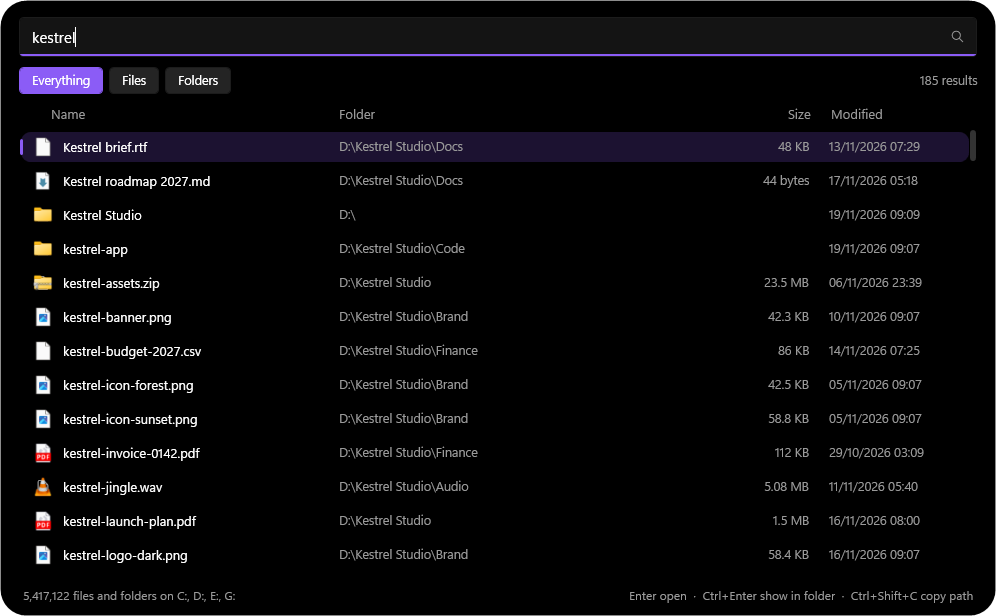 kestrel
Everything Files Folders 185 results
Name Folder Size Modified
Kestrel brief.rtf D:\Kestrel Studio\Docs 48 KB 13/11/2026 07:29
Kestrel roadmap 2027.md D:\Kestrel Studio\Docs 44 bytes 17/11/2026 05:18
Kestrel Studio D:\ 19/11/2026 09:09
kestrel-app D:\Kestrel Studio\Code 19/11/2026 09:07
kestrel-assets.zip D:\Kestrel Studio 23.5 MB 06/11/2026 23:39
kestrel-banner.png D:\Kestrel Studio\Brand 42.3 KB 10/11/2026 09:07
kestrel-budget-2027.csv D:\Kestrel Studio\Finance 86 KB 14/11/2026 07:25
kestrel-icon-forest.png D:\Kestrel Studio\Brand 42.5 KB 05/11/2026 09:07
kestrel-icon-sunset.png D:\Kestrel Studio\Brand 58.8 KB 05/11/2026 09:07
PDF kestrel-invoice-0142.pdf D:\Kestrel Studio\Finance 112 KB 29/10/2026 03:09
kestrel-jingle.wav D:\Kestrel Studio\Audio 5.08 MB 11/11/2026 05:40
PDF kestrel-launch-plan.pdf D:\Kestrel Studio 1.5 MB 16/11/2026 08:00
kestrel-logo-dark.png D:\Kestrel Studio\Brand 58.4 KB 16/11/2026 09:07
5,417,122 files and folders on C:, D:, E:, G: Enter open · Ctrl+Enter show in folder · Ctrl+Shift+C copy path